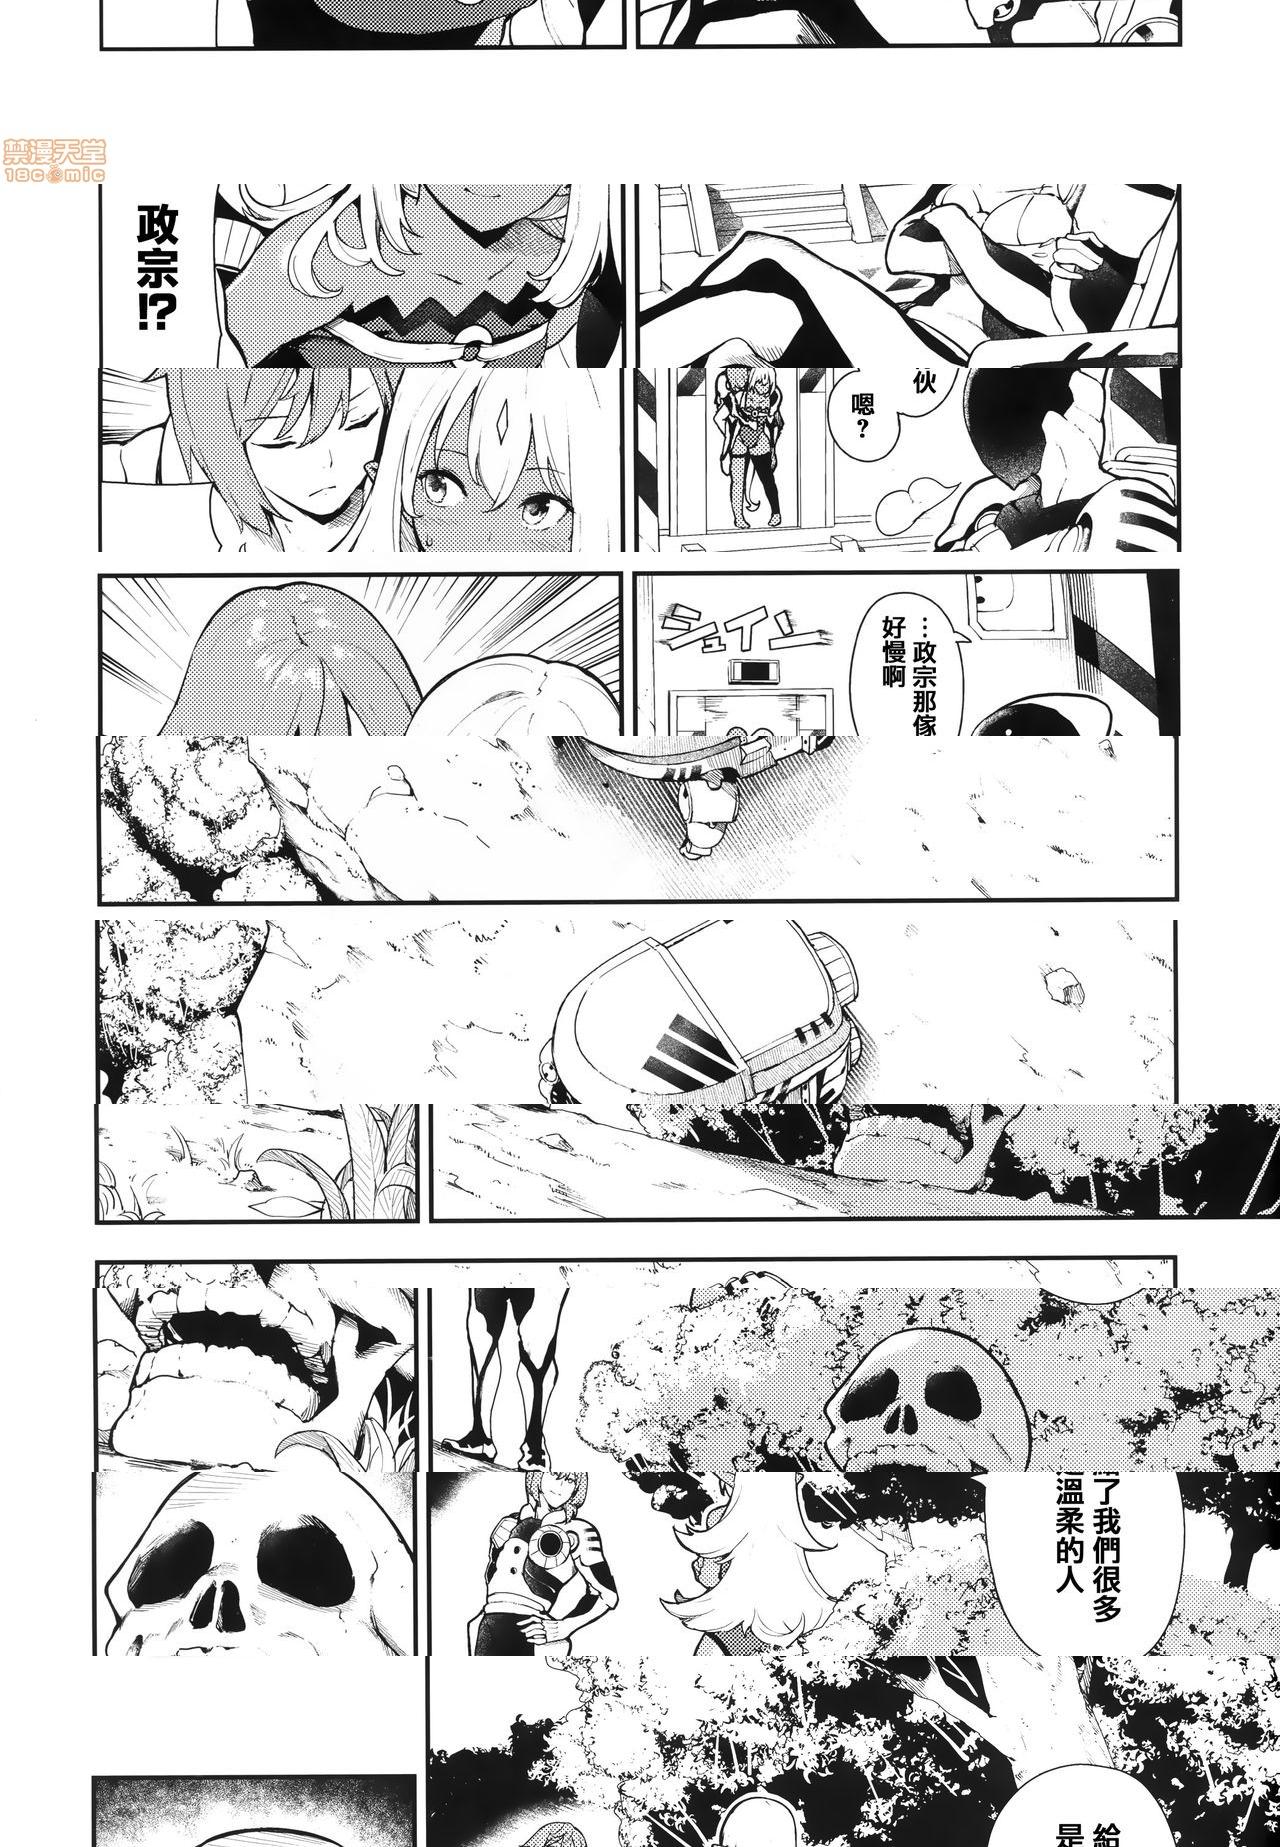 禁漫天堂
18comic
政宗!?
伙
嗯?
シュイン
…政宗那傢
好慢啊
了我們很多
溫柔的人
給
是